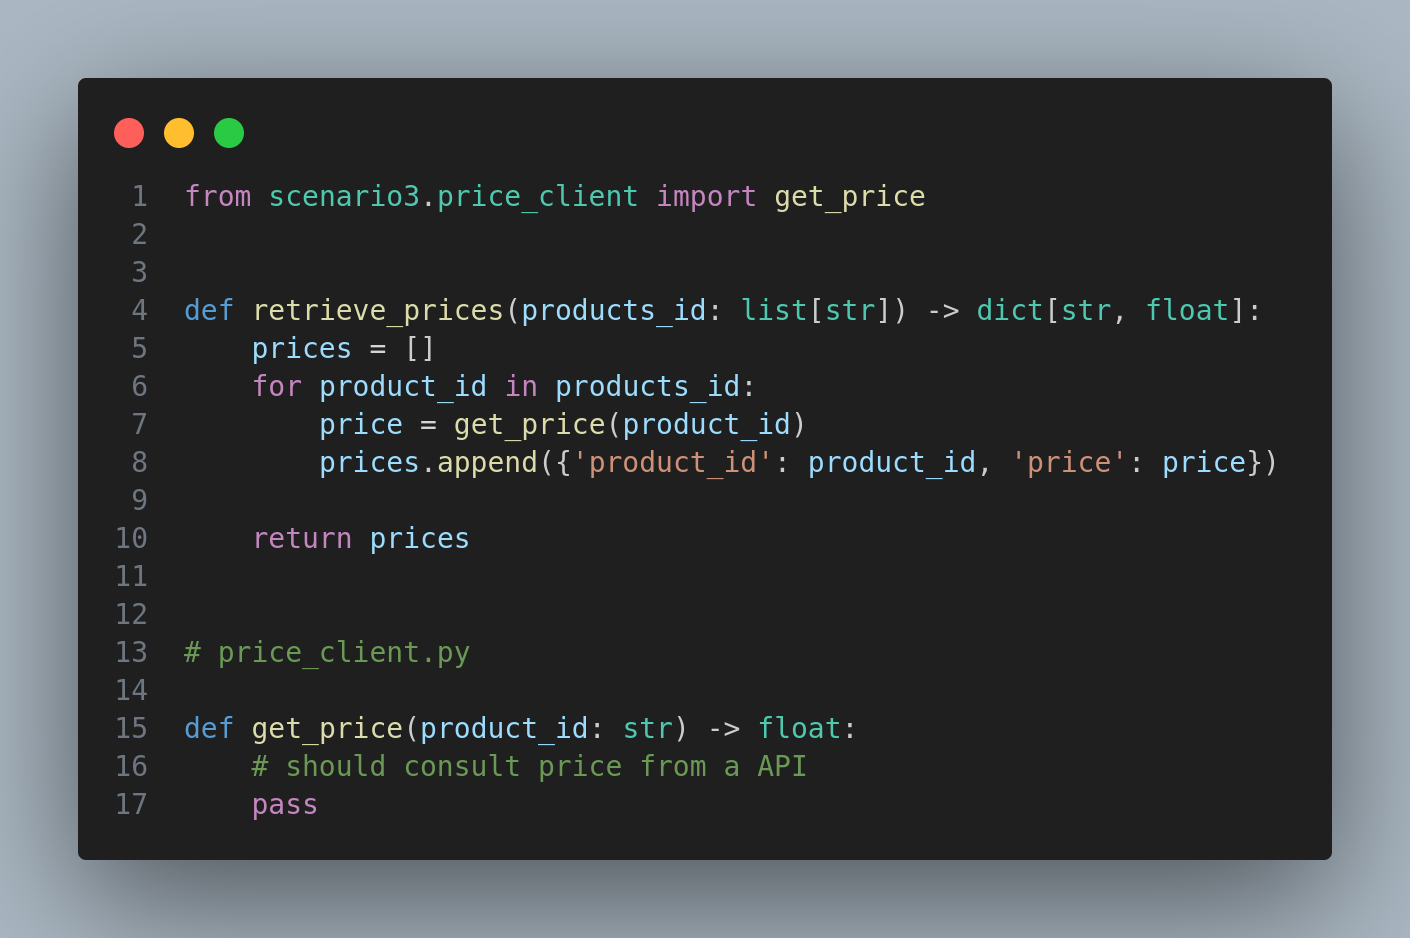 1 from scenario3.price_client import get_price
2
3
4 def retrieve_prices(products_id: list[str]) -> dict[str, float]:
5     prices = []
6     for product_id in products_id:
7         price = get_price(product_id)
8         prices.append({'product_id': product_id, 'price': price})
9
10     return prices
11
12
13 # price_client.py
14
15 def get_price(product_id: str) -> float:
16     # should consult price from a API
17     pass